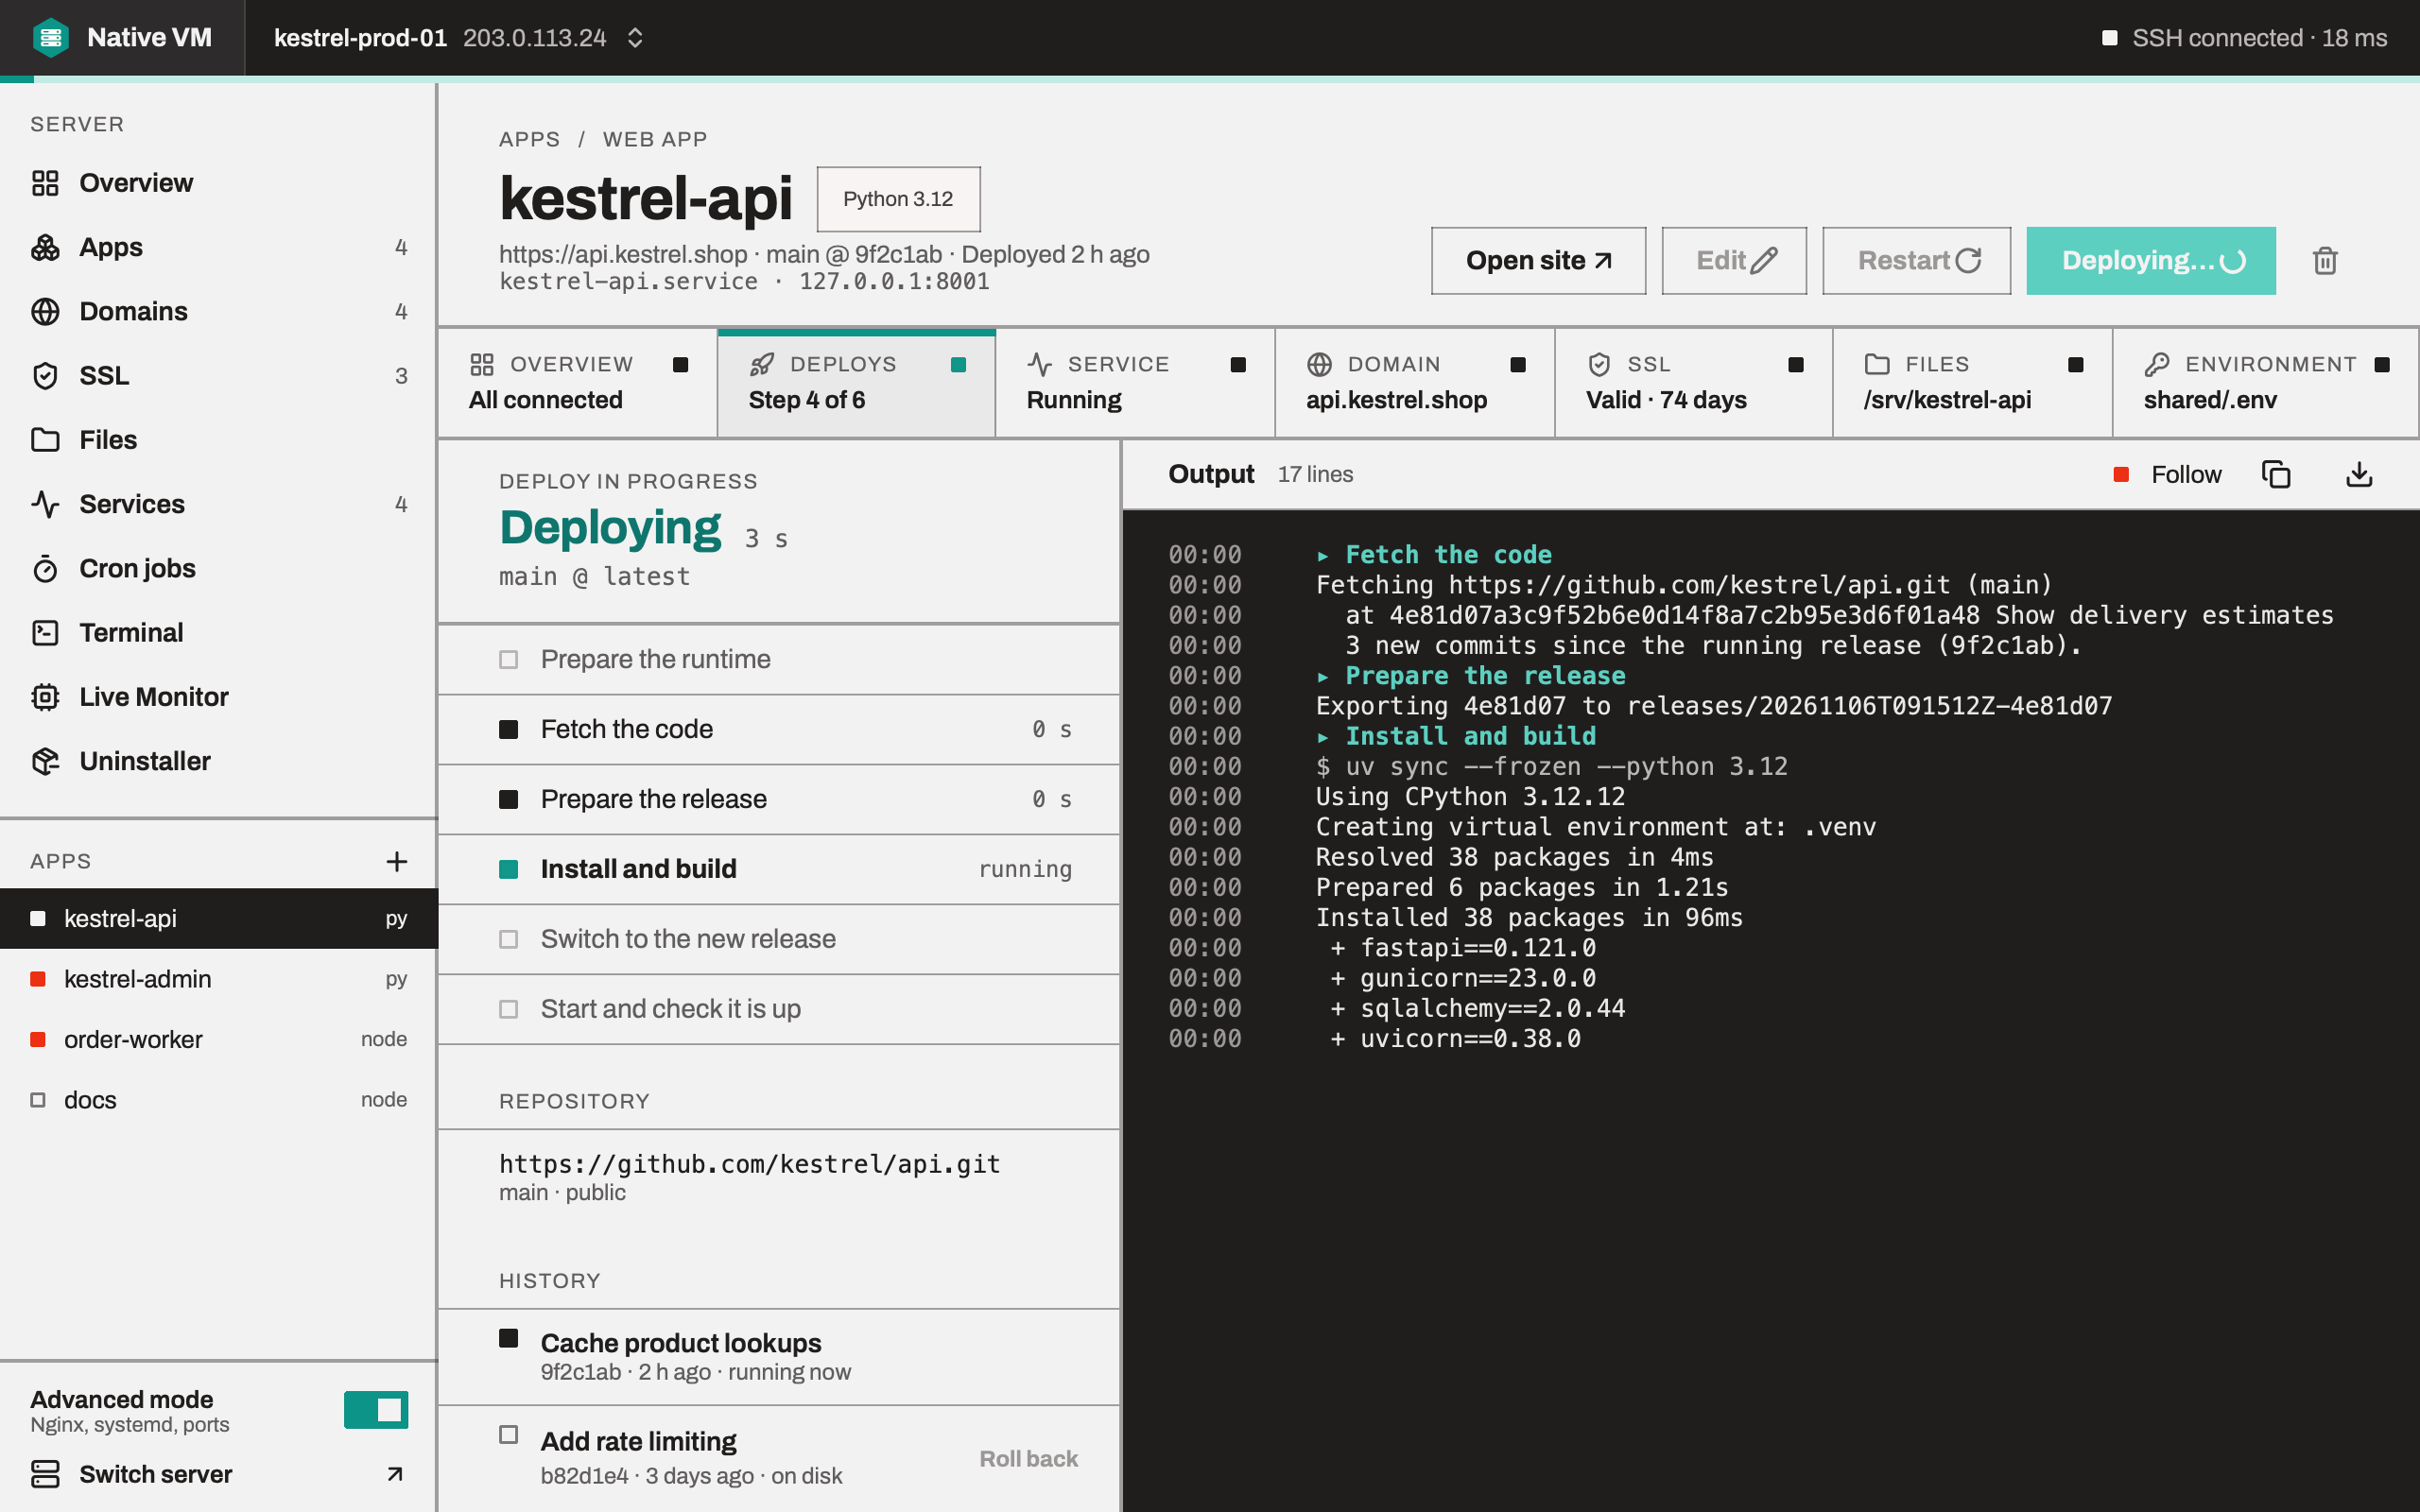 Native VM
kestrel-prod-01 203.0.113.24
SSH connected · 18 ms
SERVER
Overview
Apps 4
Domains 4
SSL 3
Files
Services 4
Cron jobs
Terminal
Live Monitor
Uninstaller
APPS
kestrel-api py
kestrel-admin py
order-worker node
docs node
Advanced mode
Nginx, systemd, ports
Switch server
APPS / WEB APP
kestrel-api Python 3.12
https://api.kestrel.shop · main @ 9f2c1ab · Deployed 2 h ago
kestrel-api.service · 127.0.0.1:8001
Open site Edit Restart Deploying...
OVERVIEW
All connected
DEPLOYS
Step 4 of 6
SERVICE
Running
DOMAIN
api.kestrel.shop
SSL
Valid · 74 days
FILES
/srv/kestrel-api
ENVIRONMENT
shared/.env
DEPLOY IN PROGRESS
Deploying 3 s
main @ latest
Prepare the runtime
Fetch the code 0 s
Prepare the release 0 s
Install and build running
Switch to the new release
Start and check it is up
REPOSITORY
https://github.com/kestrel/api.git
main · public
HISTORY
Cache product lookups
9f2c1ab · 2 h ago · running now
Add rate limiting
b82d1e4 · 3 days ago · on disk
Roll back
Output 17 lines
Follow
00:00 ▸ Fetch the code
00:00 Fetching https://github.com/kestrel/api.git (main)
00:00 at 4e81d07a3c9f52b6e0d14f8a7c2b95e3d6f01a48 Show delivery estimates
00:00 3 new commits since the running release (9f2c1ab).
00:00 ▸ Prepare the release
00:00 Exporting 4e81d07 to releases/20261106T091512Z-4e81d07
00:00 ▸ Install and build
00:00 $ uv sync --frozen --python 3.12
00:00 Using CPython 3.12.12
00:00 Creating virtual environment at: .venv
00:00 Resolved 38 packages in 4ms
00:00 Prepared 6 packages in 1.21s
00:00 Installed 38 packages in 96ms
00:00 + fastapi==0.121.0
00:00 + gunicorn==23.0.0
00:00 + sqlalchemy==2.0.44
00:00 + uvicorn==0.38.0